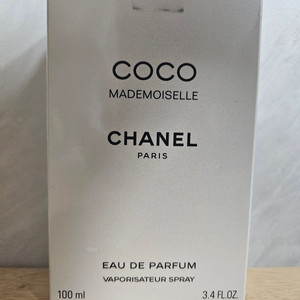 COCO
MADEMOISELLE
CHANEL
PARIS
EAU DE PARFUM
VAPORISATEUR SPRAY
100 ml 3.4 FL.OZ.